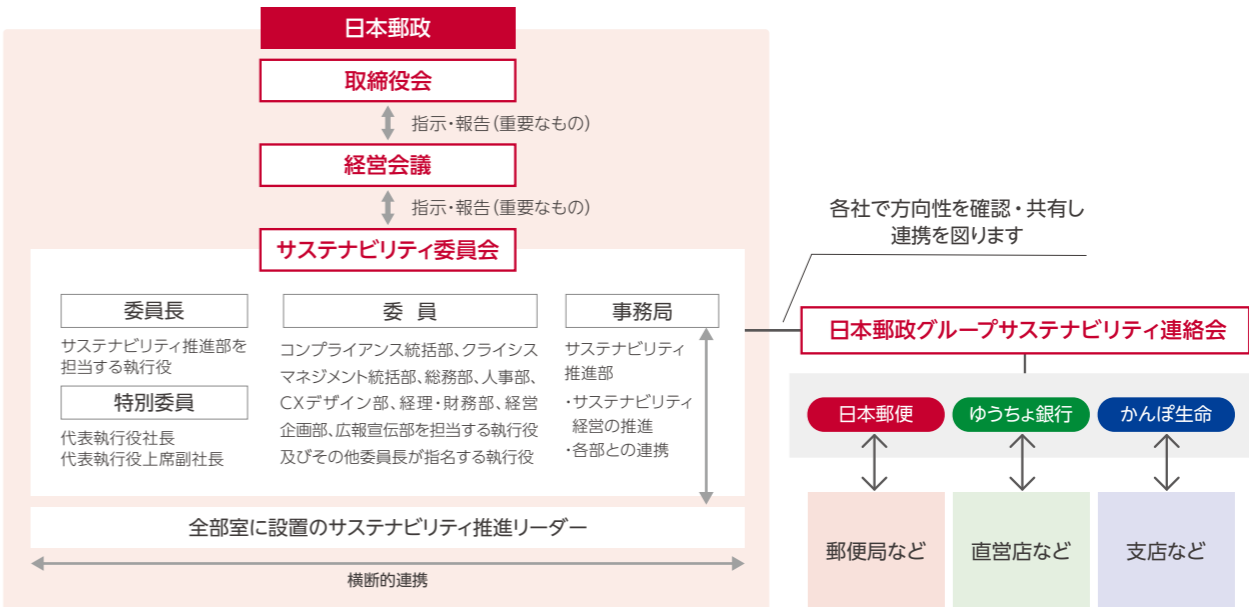 日本郵政
取締役会
指示・報告（重要なもの）
経営会議
指示・報告（重要なもの）
サステナビリティ委員会
委員長
サステナビリティ推進部を
担当する執行役
特別委員
代表執行役社長
代表執行役上席副社長
委 員
コンプライアンス統括部、クライシス
マネジメント統括部、総務部、人事部、
CXデザイン部、経理・財務部、経営
企画部、広報宣伝部を担当する執行役
及びその他委員長が指名する執行役
事務局
サステナビリティ
推進部
・サステナビリティ
経営の推進
・各部との連携
全部室に設置のサステナビリティ推進リーダー
横断的連携
各社で方向性を確認・共有し
連携を図ります
日本郵政グループサステナビリティ連絡会
日本郵便
ゆうちょ銀行
かんぽ生命
郵便局など
直営店など
支店など